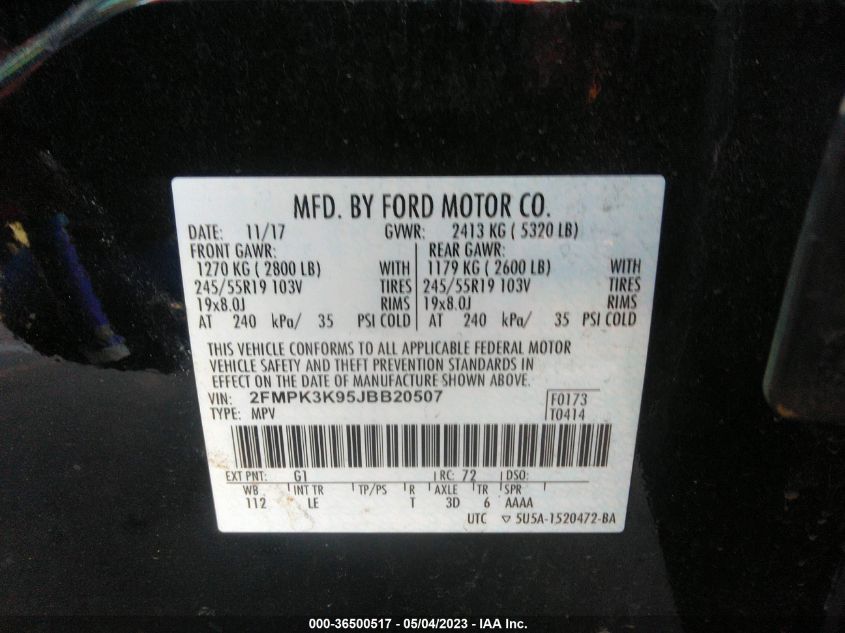 MFD. BY FORD MOTOR CO.
DATE: 11/17 GVWR: 2413 KG ( 5320 LB)
FRONT GAWR: REAR GAWR:
1270 KG ( 2800 LB) WITH 1179 KG ( 2600 LB) WITH
245/55R19 103V TIRES 245/55R19 103V TIRES
19x8.0J RIMS 19x8.0J RIMS
AT 240 kPa/ 35 PSI COLD AT 240 kPa/ 35 PSI COLD
THIS VEHICLE CONFORMS TO ALL APPLICABLE FEDERAL MOTOR
VEHICLE SAFETY AND THEFT PREVENTION STANDARDS IN
EFFECT ON THE DATE OF MANUFACTURE SHOWN ABOVE.
VIN: 2FMPK3K95JBB20507 F0173
TYPE: MPV T0414
EXT PNT: G1 RC: 72 DSO:
WB INT TR TP/PS R AXLE TR SPR
112 LE T 3D 6 AAAA
UTC ▽ 5U5A-1520472-BA
000-36500517 - 05/04/2023 - IAA Inc.